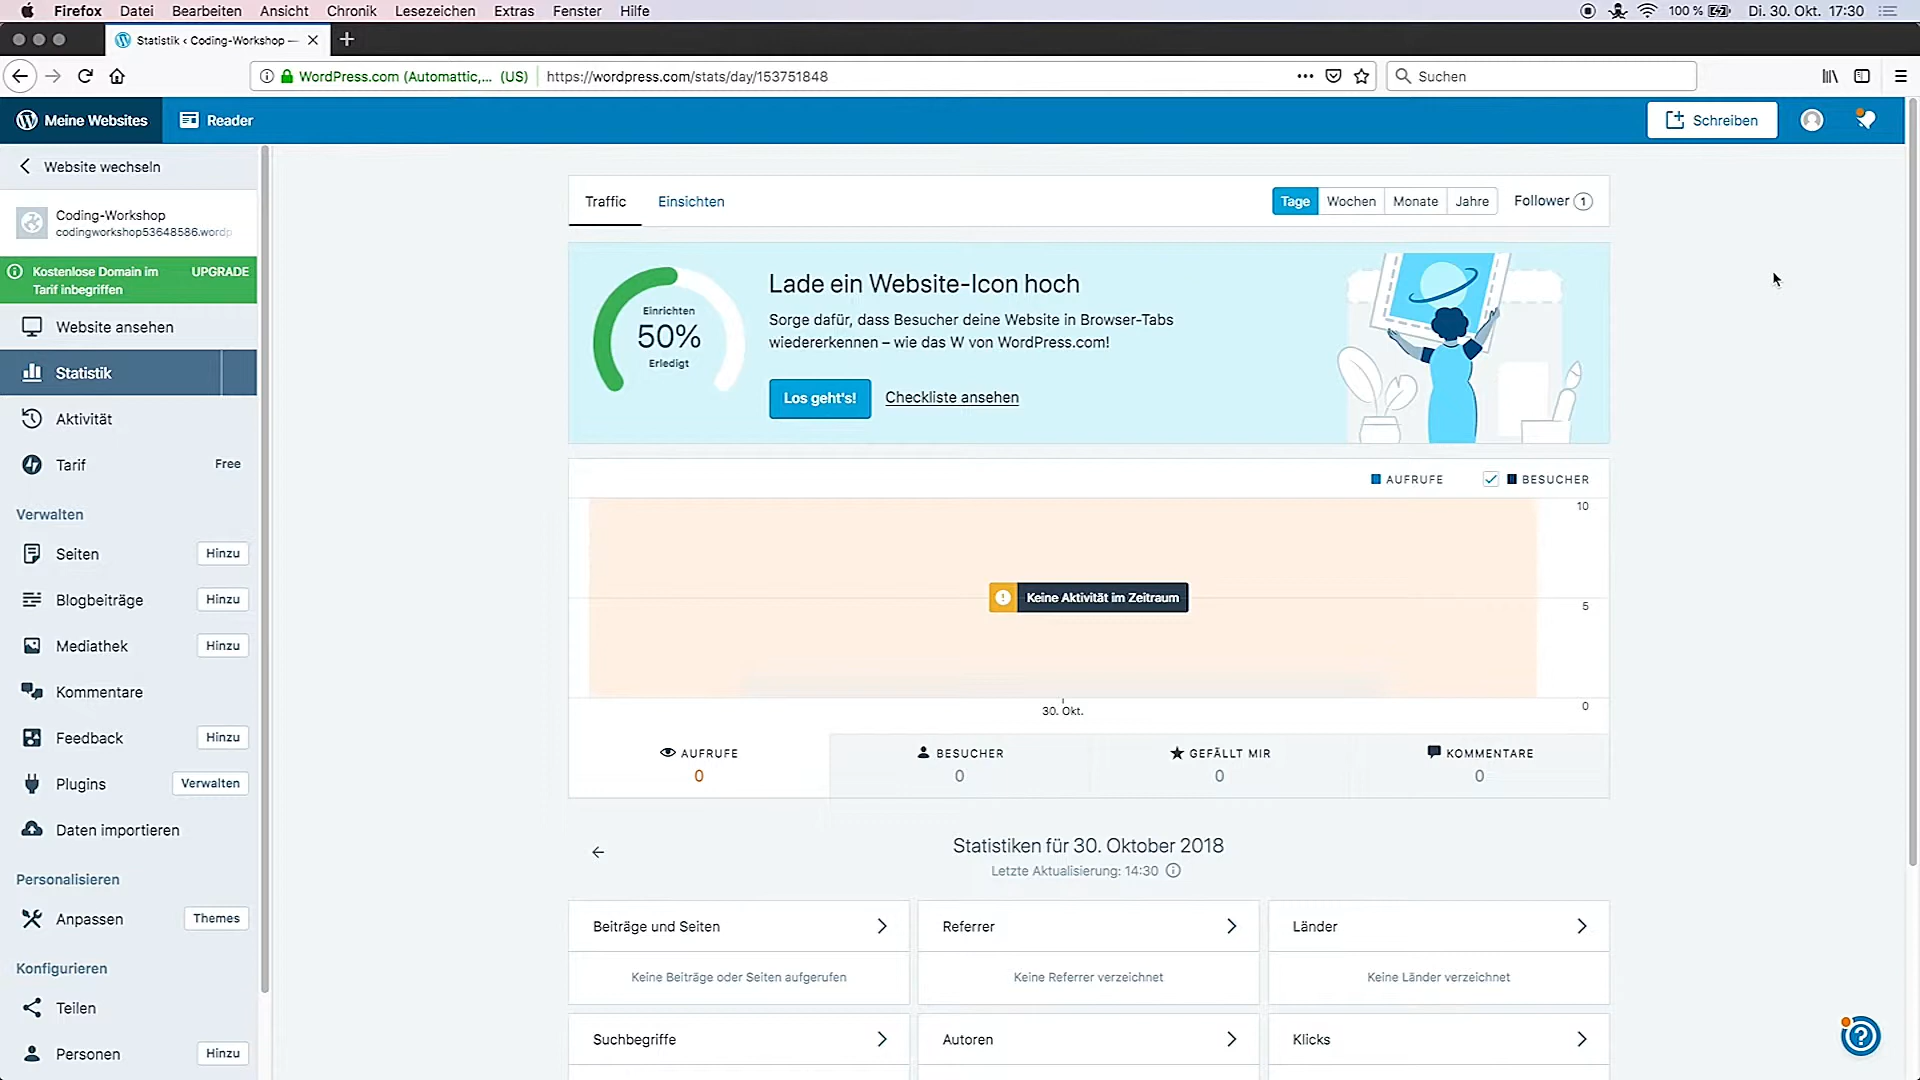 Firefox Datei Bearbeiten Ansicht Chronik Lesezeichen Extras Fenster Hilfe 100 % Di. 30. Okt. 17:30
Statistik ‹ Coding-Workshop —
WordPress.com (Automattic,... (US) https://wordpress.com/stats/day/153751848 Suchen
Meine Websites Reader Schreiben
Website wechseln
Coding-Workshop
codingworkshop53648586.wordp
Kostenlose Domain im UPGRADE
Tarif inbegriffen
Website ansehen
Statistik
Aktivität
Tarif Free
Verwalten
Seiten Hinzu
Blogbeiträge Hinzu
Mediathek Hinzu
Kommentare
Feedback Hinzu
Plugins Verwalten
Daten importieren
Personalisieren
Anpassen Themes
Konfigurieren
Teilen
Personen Hinzu
Traffic Einsichten Tage Wochen Monate Jahre Follower 1
Einrichten
50%
Erledigt
Lade ein Website-Icon hoch
Sorge dafür, dass Besucher deine Website in Browser-Tabs
wiedererkennen – wie das W von WordPress.com!
Los geht's! Checkliste ansehen
AUFRUFE BESUCHER
10
Keine Aktivität im Zeitraum
5
0
30. Okt.
AUFRUFE BESUCHER GEFÄLLT MIR KOMMENTARE
0 0 0 0
Statistiken für 30. Oktober 2018
Letzte Aktualisierung: 14:30
Beiträge und Seiten Referrer Länder
Keine Beiträge oder Seiten aufgerufen Keine Referrer verzeichnet Keine Länder verzeichnet
Suchbegriffe Autoren Klicks